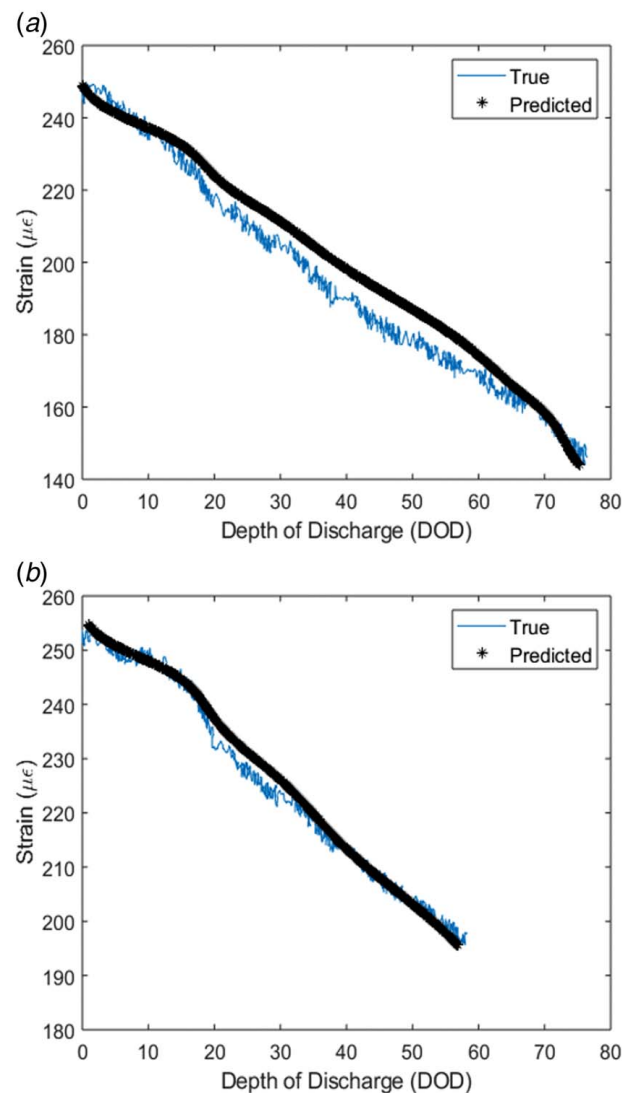 (a)
260
240
220
200
180
160
140
Strain (με)
True
Predicted
0 10 20 30 40 50 60 70 80
Depth of Discharge (DOD)
(b)
260
250
240
230
220
210
200
190
180
Strain (με)
True
Predicted
0 10 20 30 40 50 60 70 80
Depth of Discharge (DOD)